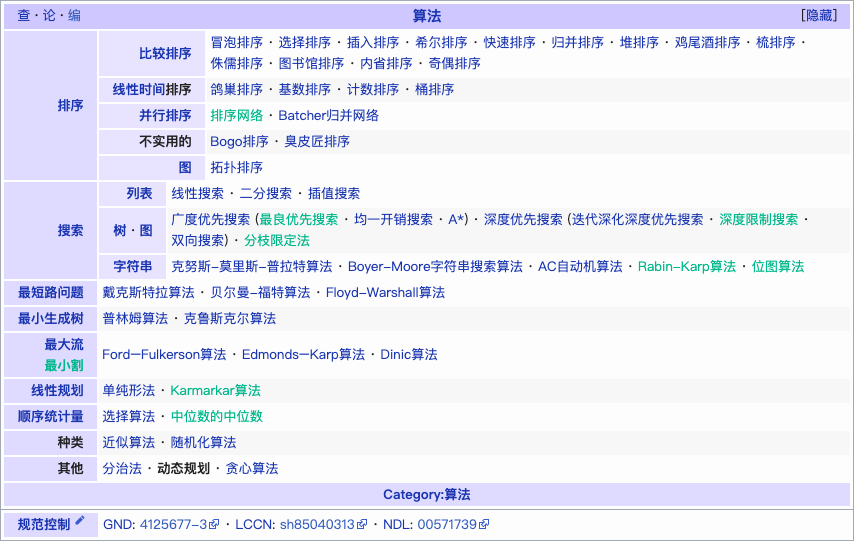 查·论·编 算法 [隐藏]
排序
比较排序
冒泡排序 · 选择排序 · 插入排序 · 希尔排序 · 快速排序 · 归并排序 · 堆排序 · 鸡尾酒排序 · 梳排序 ·
侏儒排序 · 图书馆排序 · 内省排序 · 奇偶排序
线性时间排序 鸽巢排序 · 基数排序 · 计数排序 · 桶排序
并行排序 排序网络 · Batcher归并网络
不实用的 Bogo排序 · 臭皮匠排序
图 拓扑排序
搜索
列表 线性搜索 · 二分搜索 · 插值搜索
树 · 图
广度优先搜索 (最良优先搜索 · 均一开销搜索 · A*) · 深度优先搜索 (迭代深化深度优先搜索 · 深度限制搜索 ·
双向搜索) · 分枝限定法
字符串 克努斯-莫里斯-普拉特算法 · Boyer-Moore字符串搜索算法 · AC自动机算法 · Rabin-Karp算法 · 位图算法
最短路问题 戴克斯特拉算法 · 贝尔曼-福特算法 · Floyd-Warshall算法
最小生成树 普林姆算法 · 克鲁斯克尔算法
最大流
最小割
Ford–Fulkerson算法 · Edmonds–Karp算法 · Dinic算法
线性规划 单纯形法 · Karmarkar算法
顺序统计量 选择算法 · 中位数的中位数
种类 近似算法 · 随机化算法
其他 分治法 · 动态规划 · 贪心算法
Category:算法
规范控制 GND: 4125677-3 · LCCN: sh85040313 · NDL: 00571739